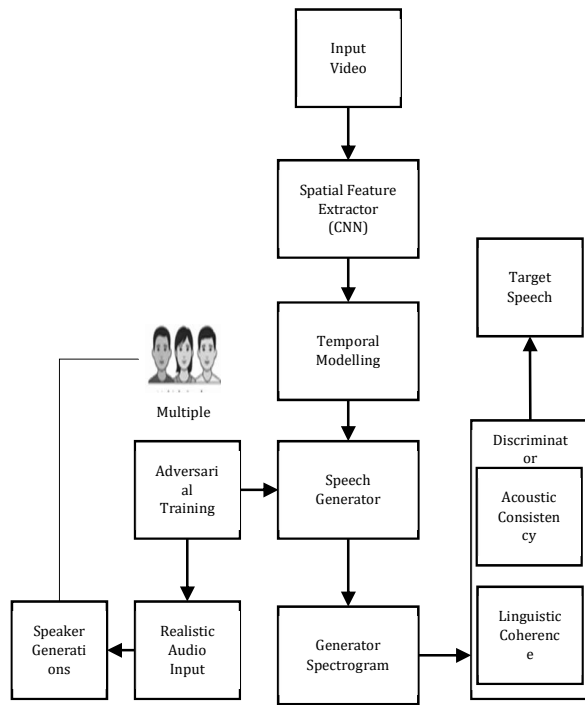 Input
Video
Spatial Feature
Extractor
(CNN)
Target
Speech
Temporal
Modelling
Multiple
Discriminat
or
Adversari
al
Training
Speech
Generator
Acoustic
Consisten
cy
Speaker
Generati
ons
Realistic
Audio
Input
Generator
Spectrogram
Linguistic
Coherenc
e